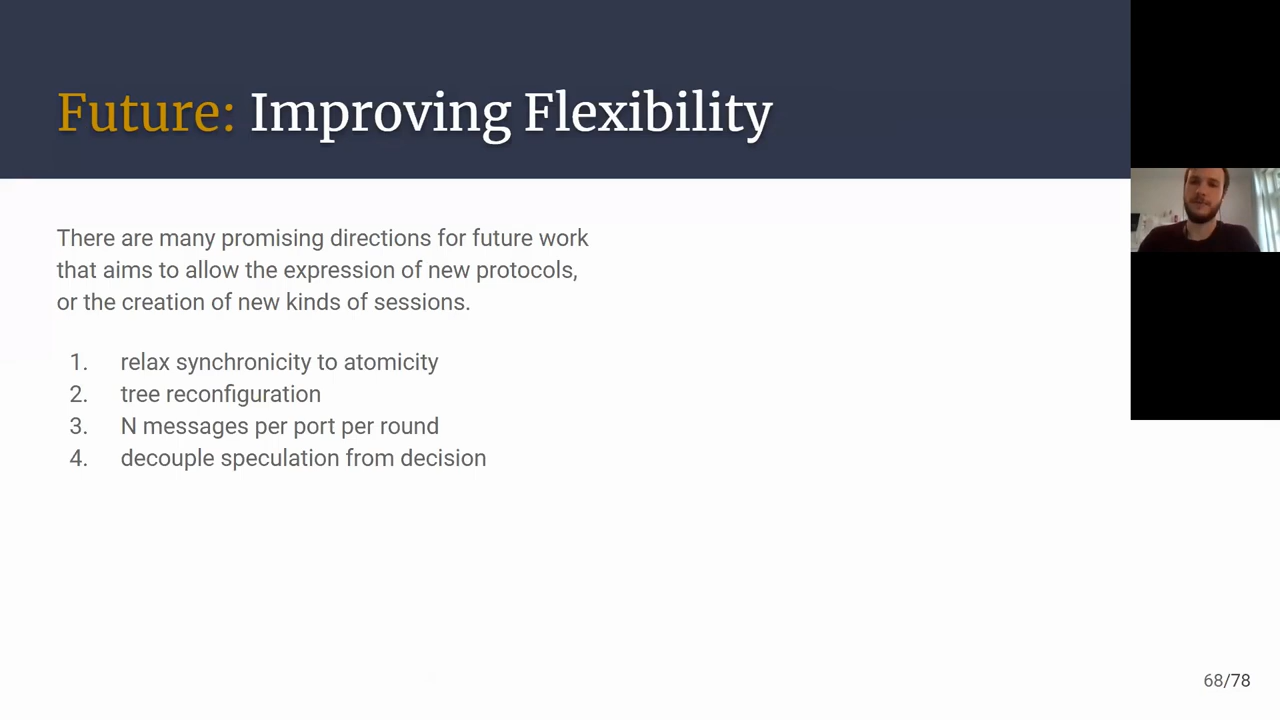 Future: Improving Flexibility
There are many promising directions for future work
that aims to allow the expression of new protocols,
or the creation of new kinds of sessions.
1. relax synchronicity to atomicity
2. tree reconfiguration
3. N messages per port per round
4. decouple speculation from decision
68/78